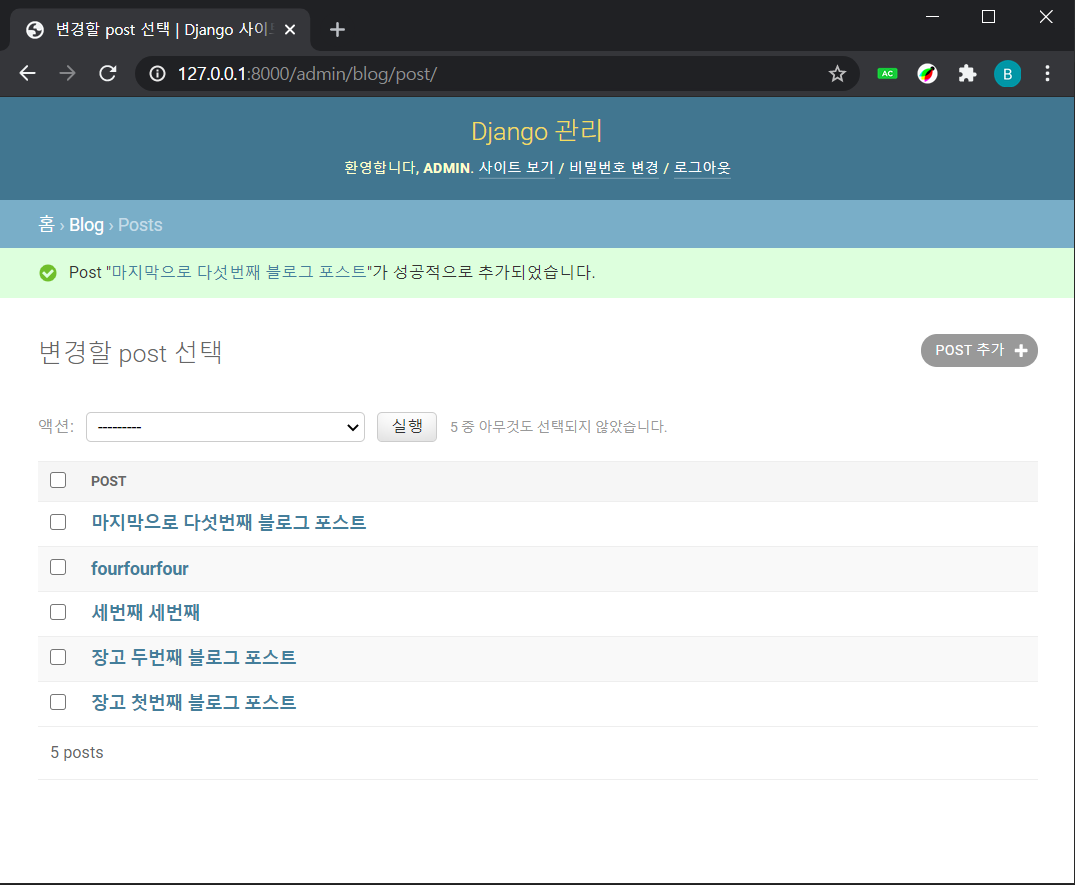 변경할 post 선택 | Django 사이
127.0.0.1:8000/admin/blog/post/
AC
B
Django 관리
환영합니다, ADMIN. 사이트 보기 / 비밀번호 변경 / 로그아웃
홈 › Blog › Posts
Post "마지막으로 다섯번째 블로그 포스트"가 성공적으로 추가되었습니다.
변경할 post 선택
POST 추가
액션: --------- 실행 5 중 아무것도 선택되지 않았습니다.
POST
마지막으로 다섯번째 블로그 포스트
fourfourfour
세번째 세번째
장고 두번째 블로그 포스트
장고 첫번째 블로그 포스트
5 posts